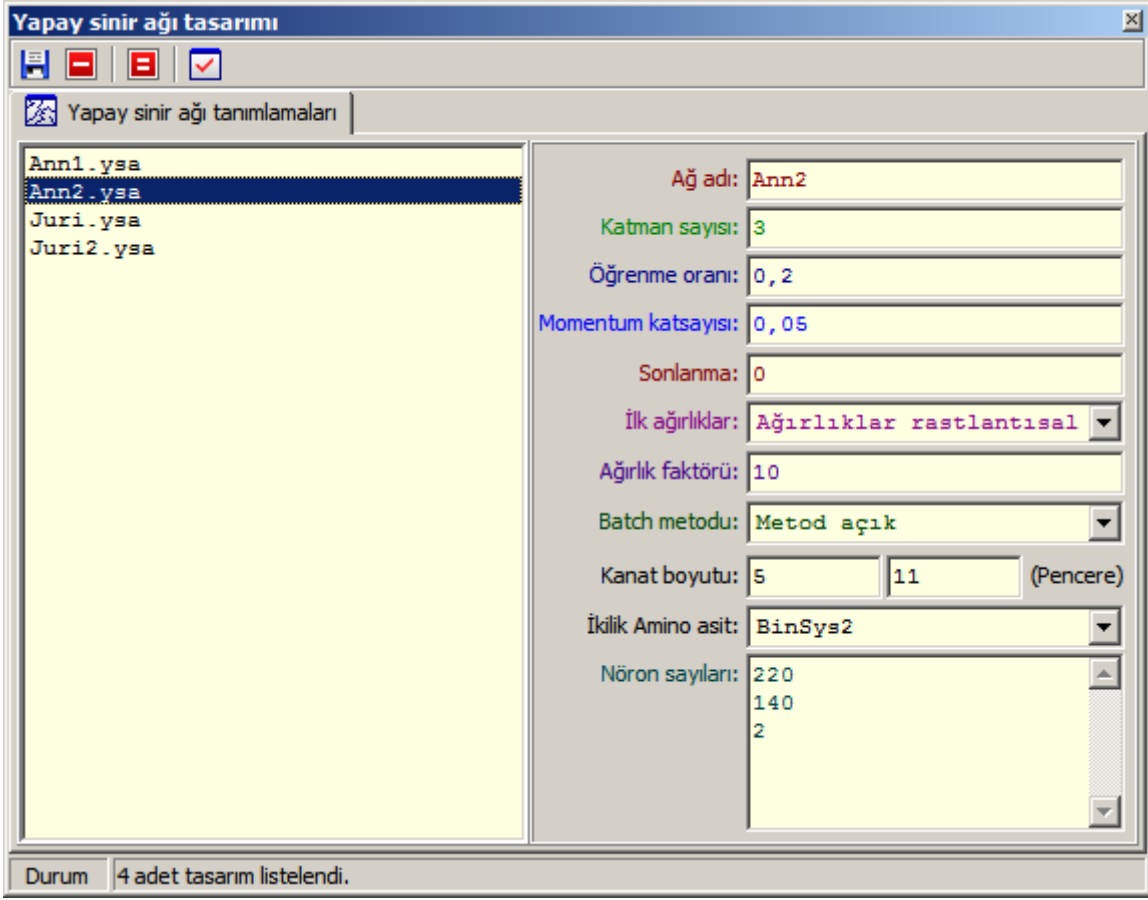 Yapay sinir ağı tasarımı
Yapay sinir ağı tanımlamaları
Ann1.ysa
Ann2.ysa
Juri.ysa
Juri2.ysa
Ağ adı: Ann2
Katman sayısı: 3
Öğrenme oranı: 0,2
Momentum katsayısı: 0,05
Sonlanma: 0
İlk ağırlıklar: Ağırlıklar rastlantısal
Ağırlık faktörü: 10
Batch metodu: Metod açık
Kanat boyutu: 5 11 (Pencere)
İkilik Amino asit: BinSys2
Nöron sayıları: 220
140
2
Durum 4 adet tasarım listelendi.